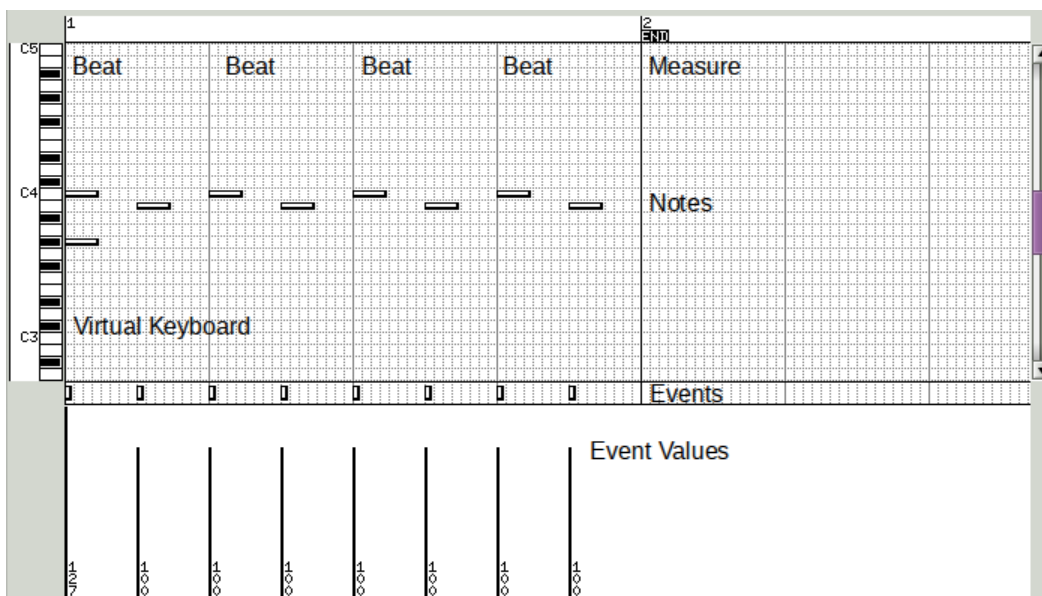 1 2
END
C5
Beat Beat Beat Beat Measure
C4
Notes
Virtual Keyboard
C3
Events
Event Values
127 100 100 100 100 100 100 100